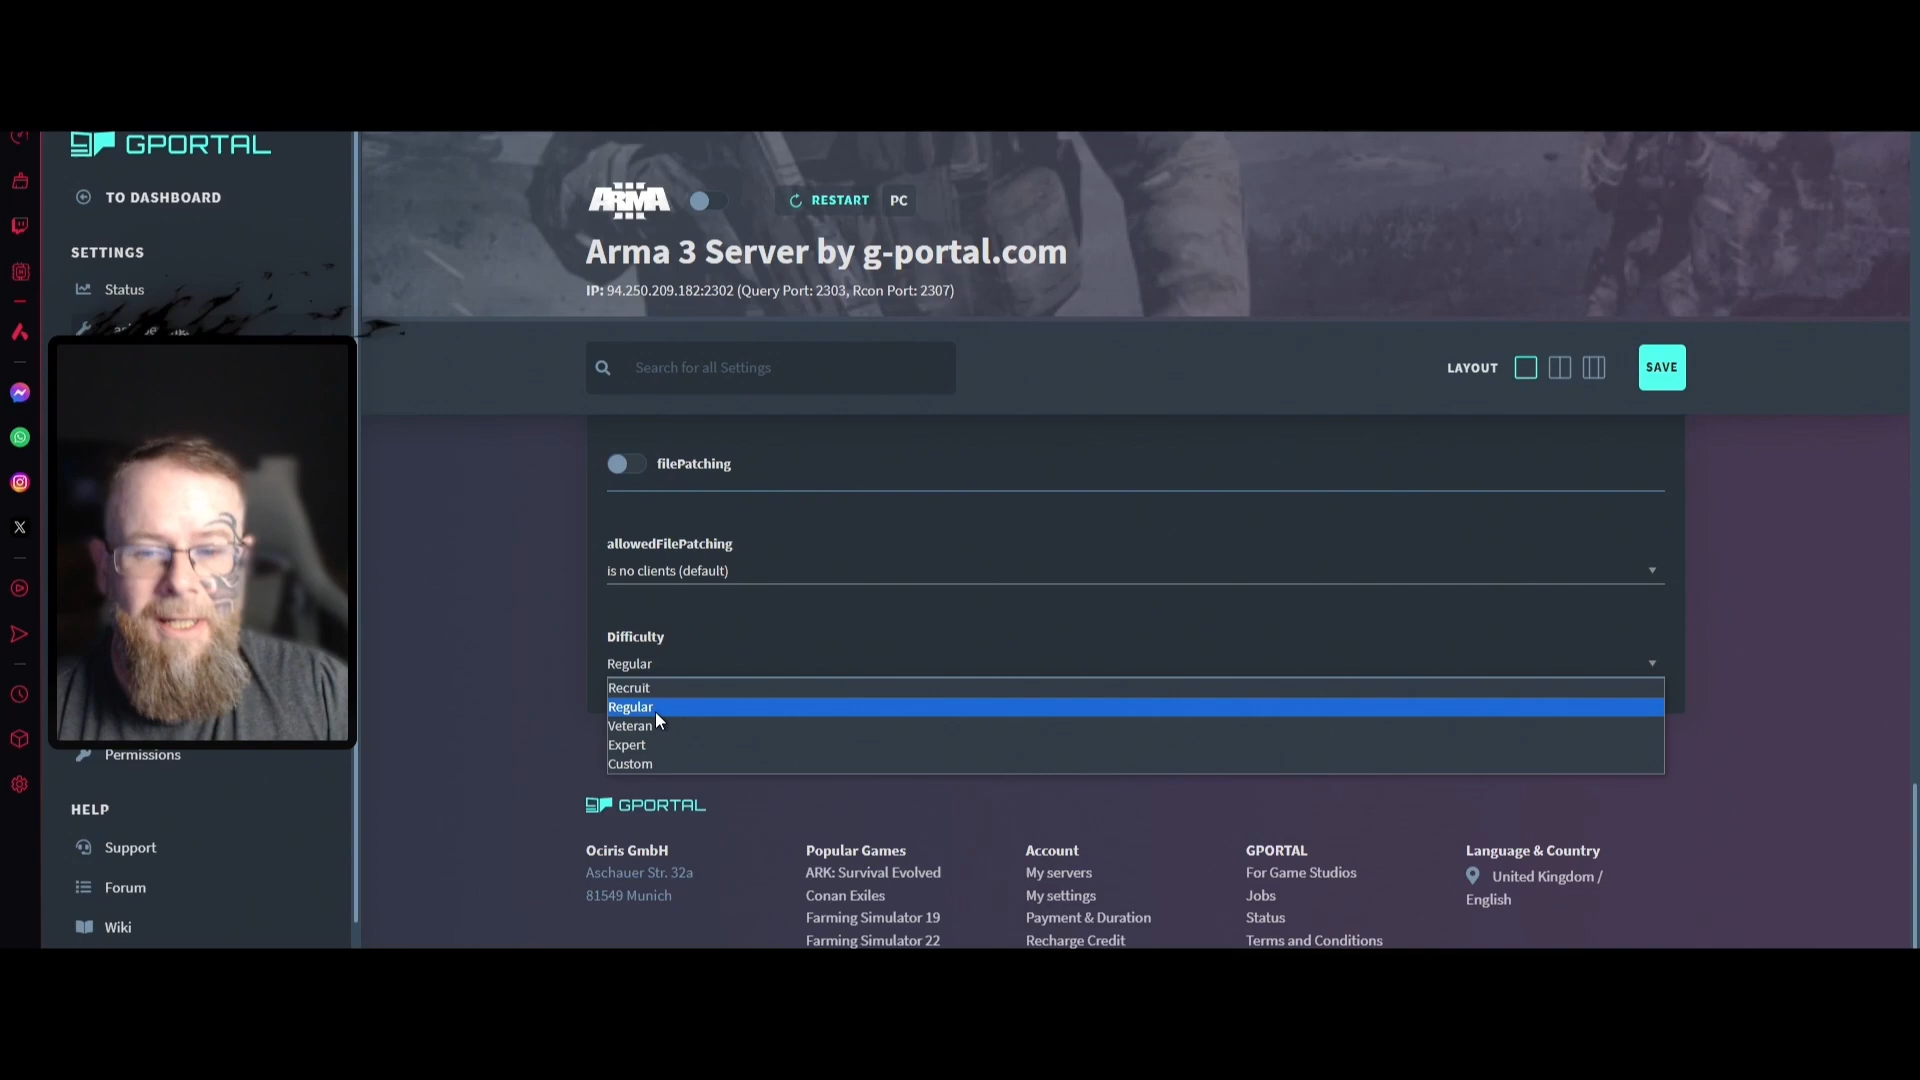 GPORTAL
TO DASHBOARD
SETTINGS
Status
Permissions
HELP
Support
Forum
Wiki
ARMA III
RESTART
PC
Arma 3 Server by g-portal.com
IP: 94.250.209.182:2302 (Query Port: 2303, Rcon Port: 2307)
Search for all Settings
LAYOUT
SAVE
filePatching
allowedFilePatching
is no clients (default)
Difficulty
Regular
Recruit
Regular
Veteran
Expert
Custom
GPORTAL
Ociris GmbH
Aschauer Str. 32a
81549 Munich
Popular Games
ARK: Survival Evolved
Conan Exiles
Farming Simulator 19
Farming Simulator 22
Account
My servers
My settings
Payment & Duration
Recharge Credit
GPORTAL
For Game Studios
Jobs
Status
Terms and Conditions
Language & Country
United Kingdom /
English